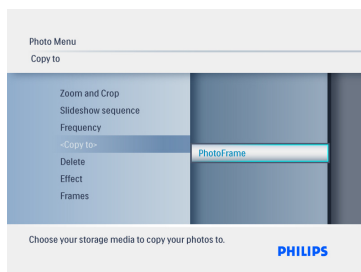 Photo Menu
Copy to
Zoom and Crop
Slideshow sequence
Frequency
<Copy to>
Delete
Effect
Frames
PhotoFrame
Choose your storage media to copy your photos to.
PHILIPS